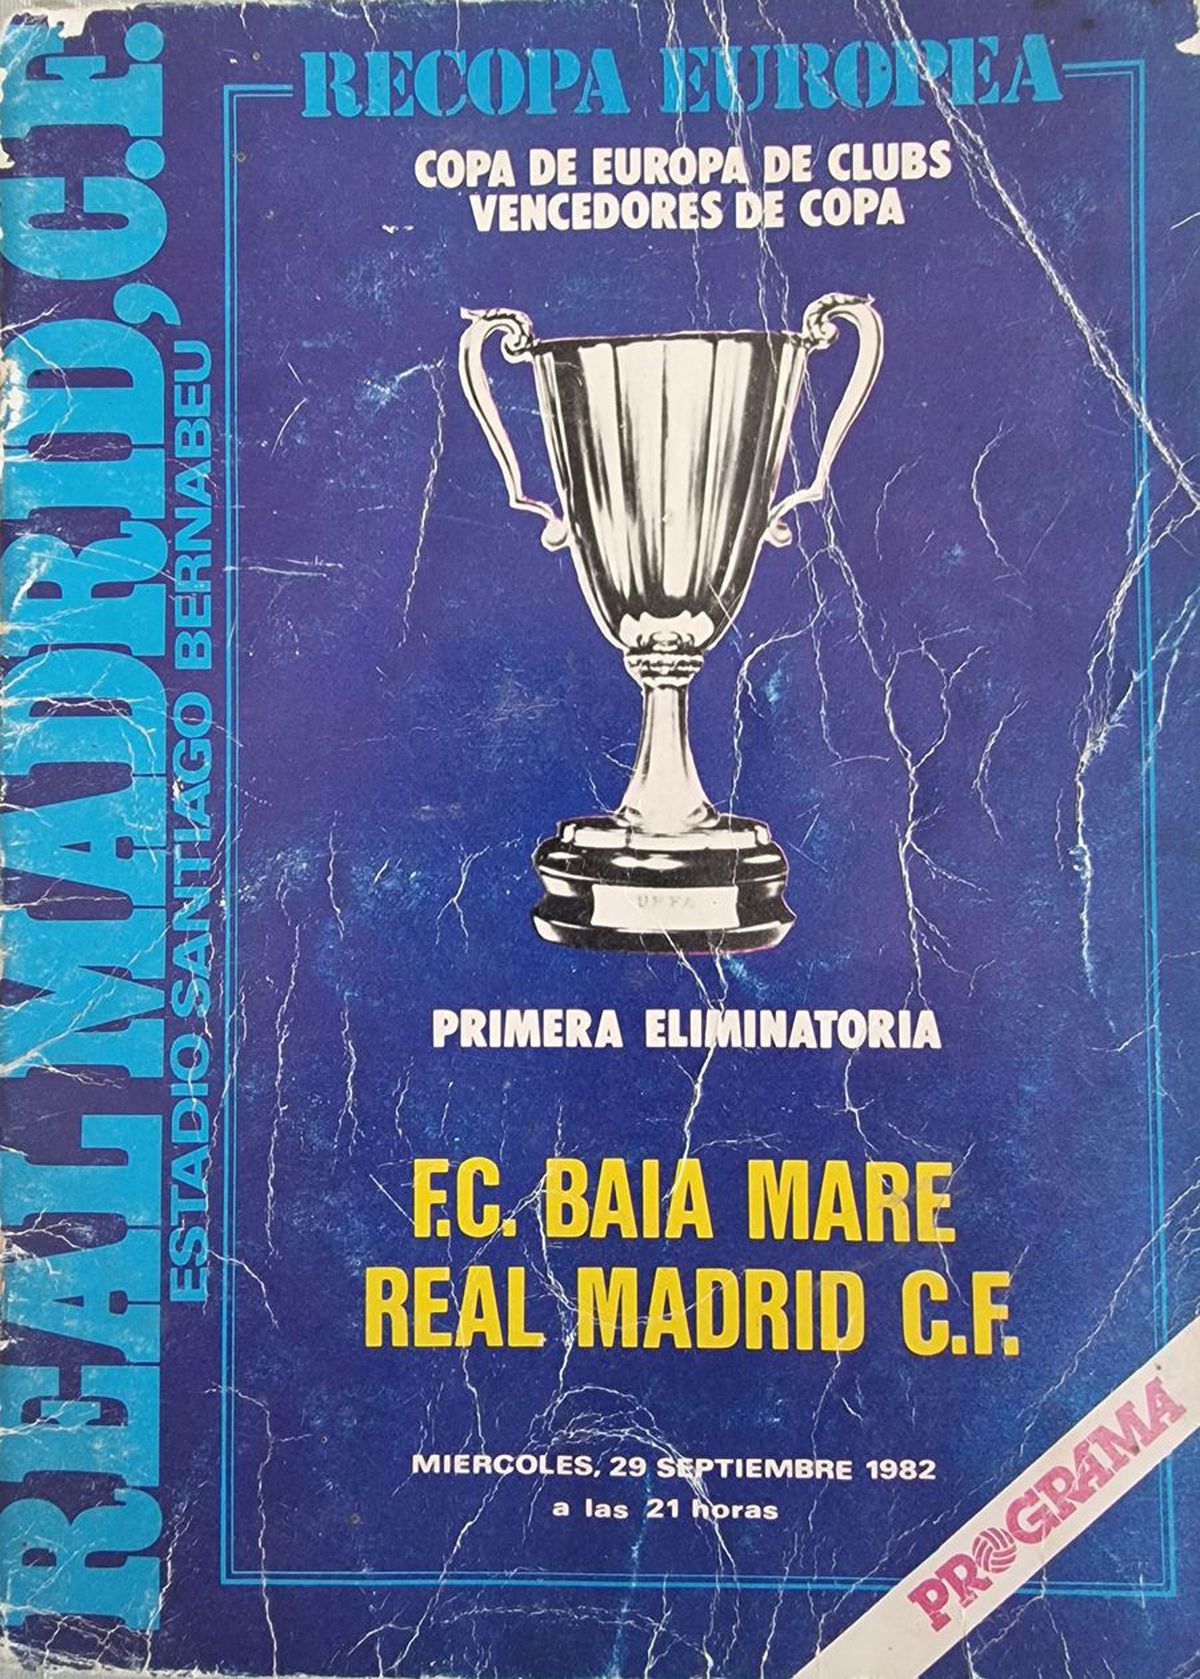 REAL MADRID, C.F.
ESTADIO SANTIAGO BERNABEU
RECOPA EUROPEA
COPA DE EUROPA DE CLUBS
VENCEDORES DE COPA
UEFA
PRIMERA ELIMINATORIA
F.C. BAIA MARE
REAL MADRID C.F.
MIERCOLES, 29 SEPTIEMBRE 1982
a las 21 horas
PROGRAMA